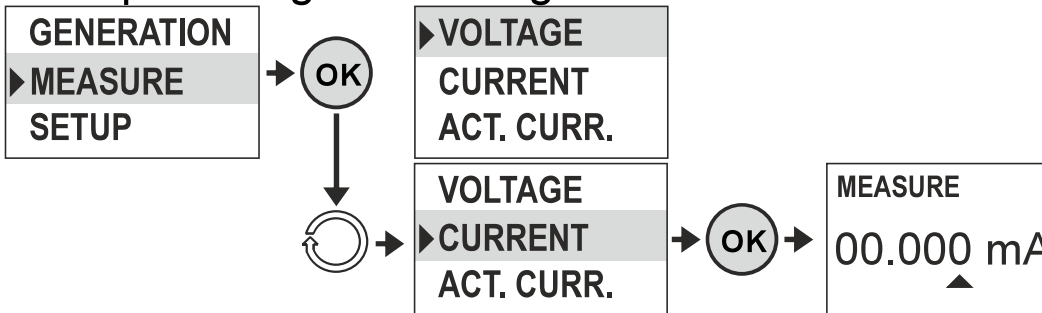 GENERATION
MEASURE
SETUP
OK
VOLTAGE
CURRENT
ACT. CURR.
VOLTAGE
CURRENT
ACT. CURR.
OK
MEASURE
00.000 mA